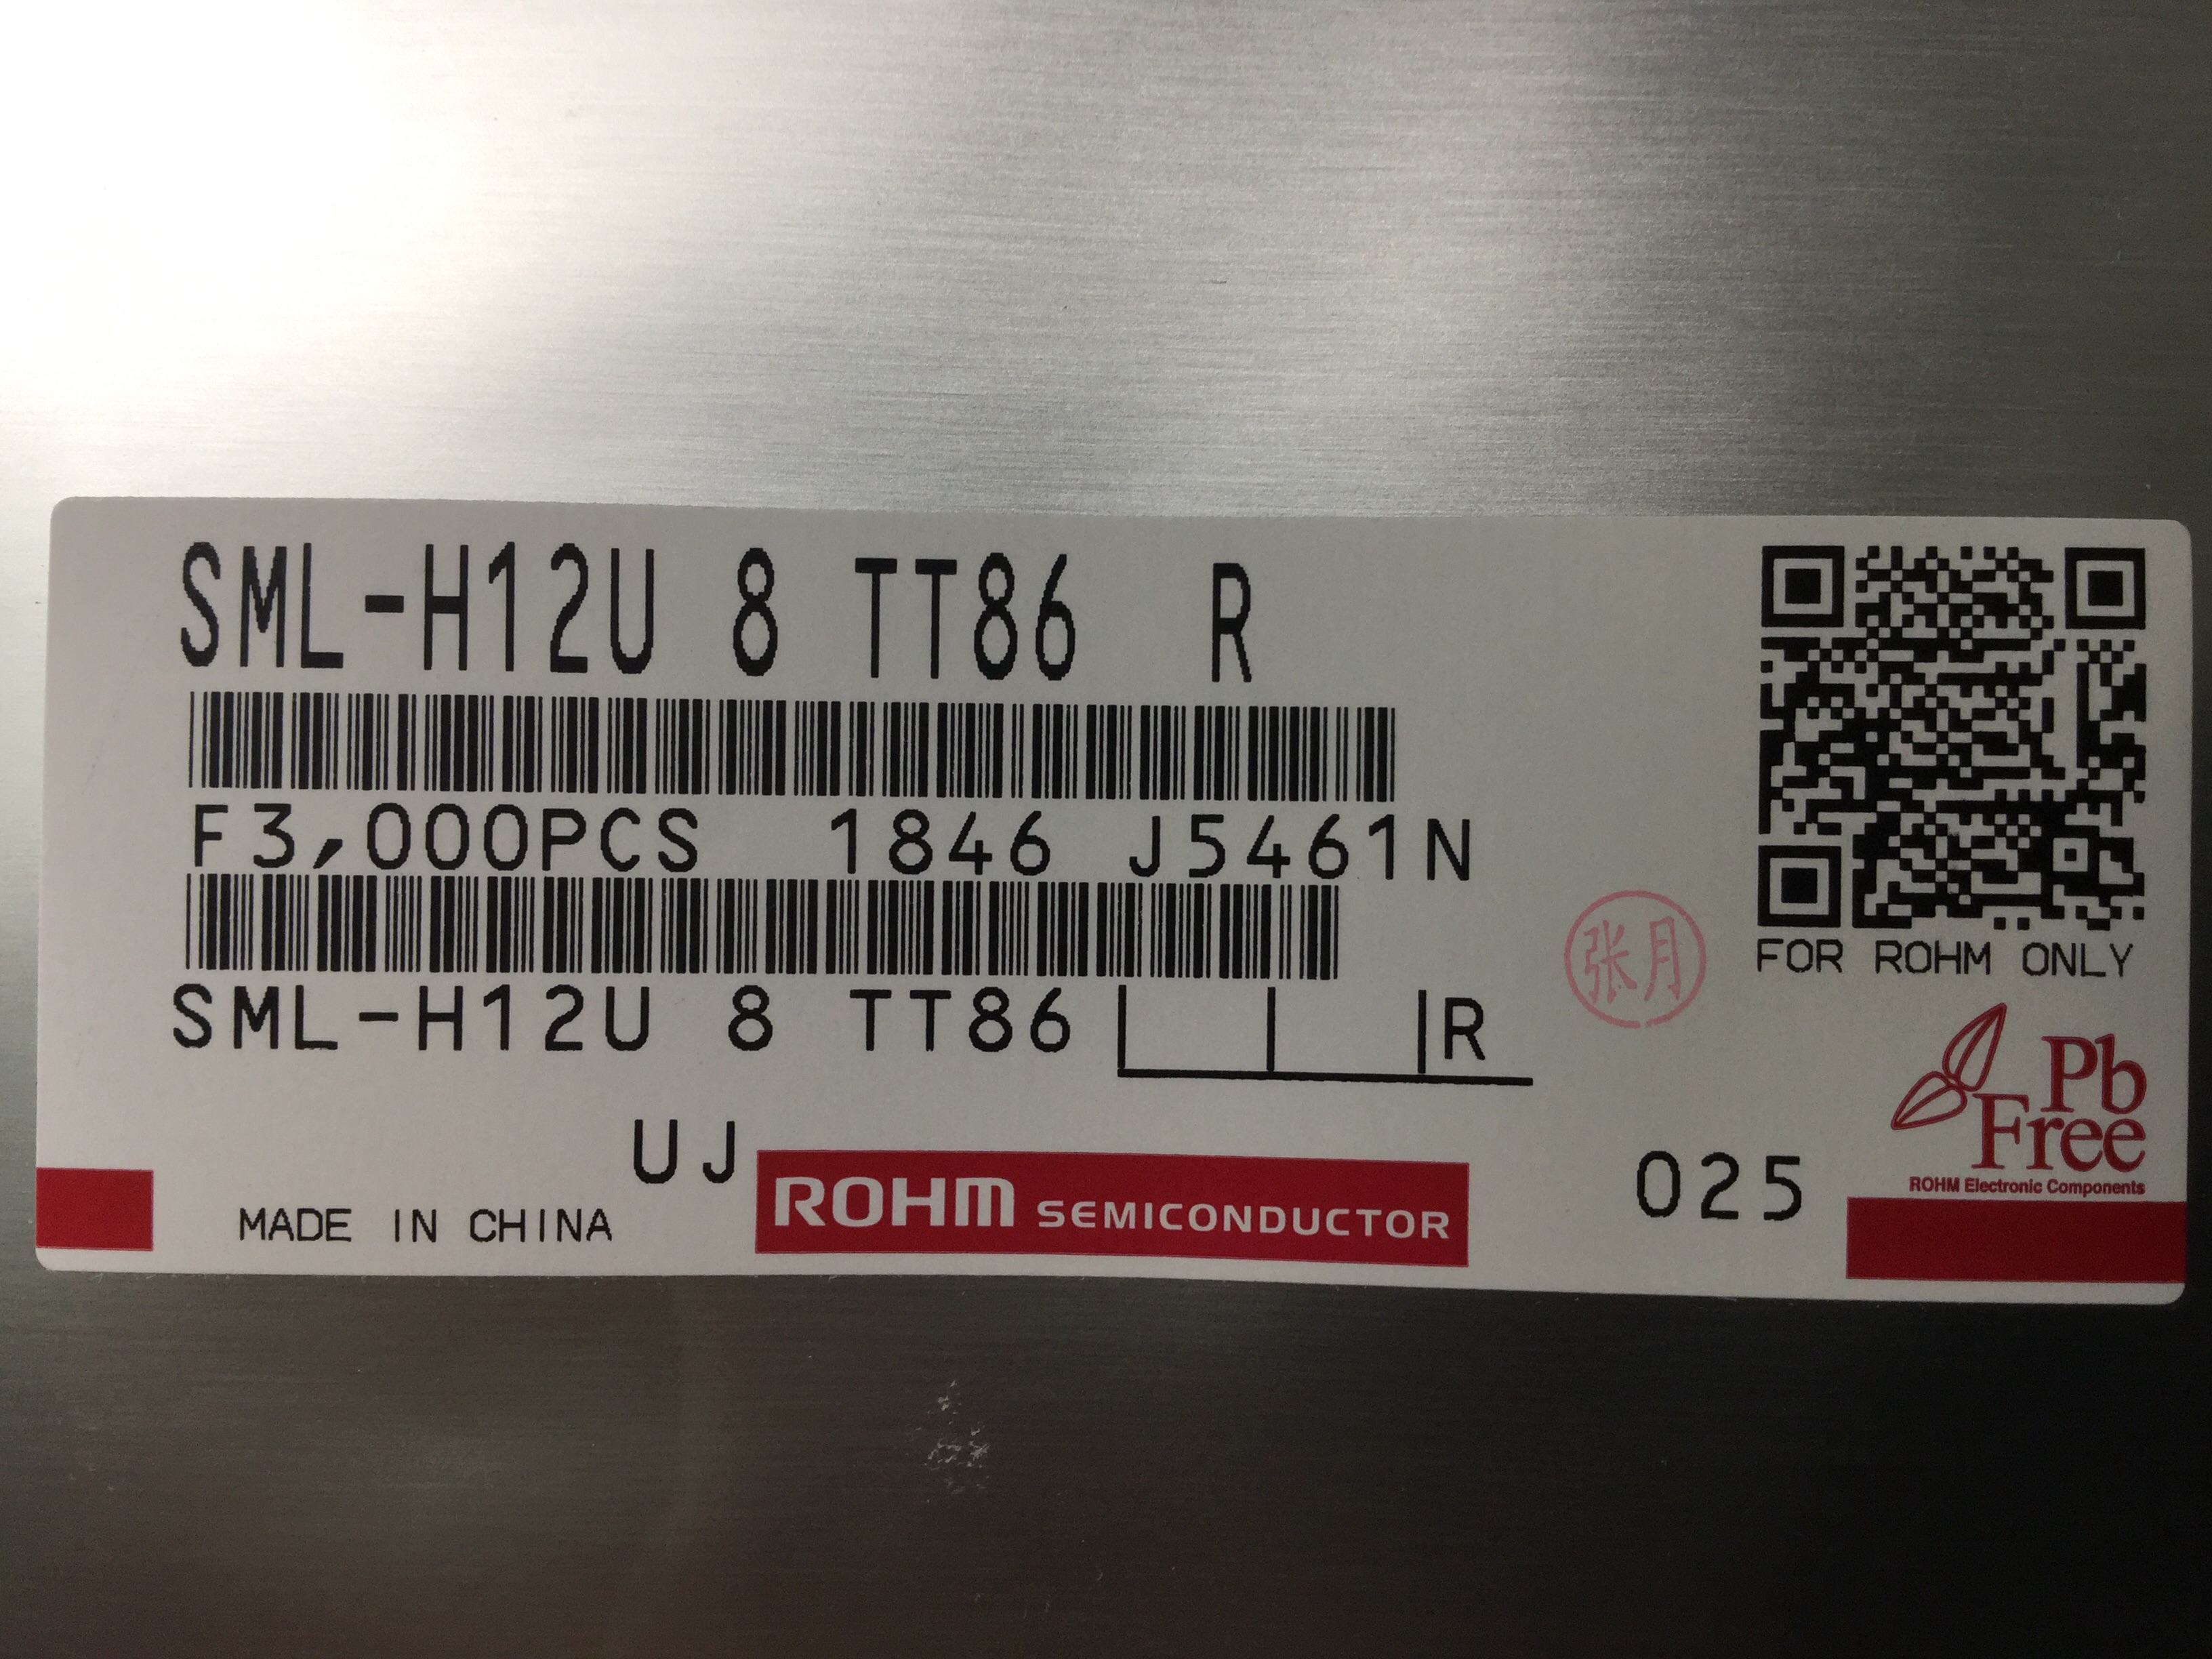 SML-H12U 8 TT86 R
F3,000PCS 1846 J5461N
SML-H12U 8 TT86 R
张月
FOR ROHM ONLY
Pb
Free
ROHM Electronic Components
UJ
MADE IN CHINA
ROHM SEMICONDUCTOR
025